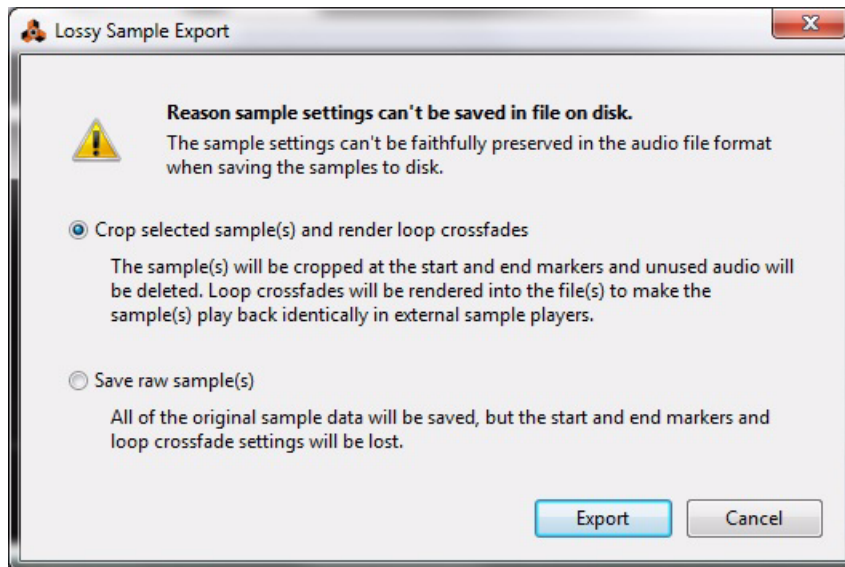 Lossy Sample Export
Reason sample settings can't be saved in file on disk.
The sample settings can't be faithfully preserved in the audio file format
when saving the samples to disk.
Crop selected sample(s) and render loop crossfades
The sample(s) will be cropped at the start and end markers and unused audio will
be deleted. Loop crossfades will be rendered into the file(s) to make the
sample(s) play back identically in external sample players.
Save raw sample(s)
All of the original sample data will be saved, but the start and end markers and
loop crossfade settings will be lost.
Export Cancel